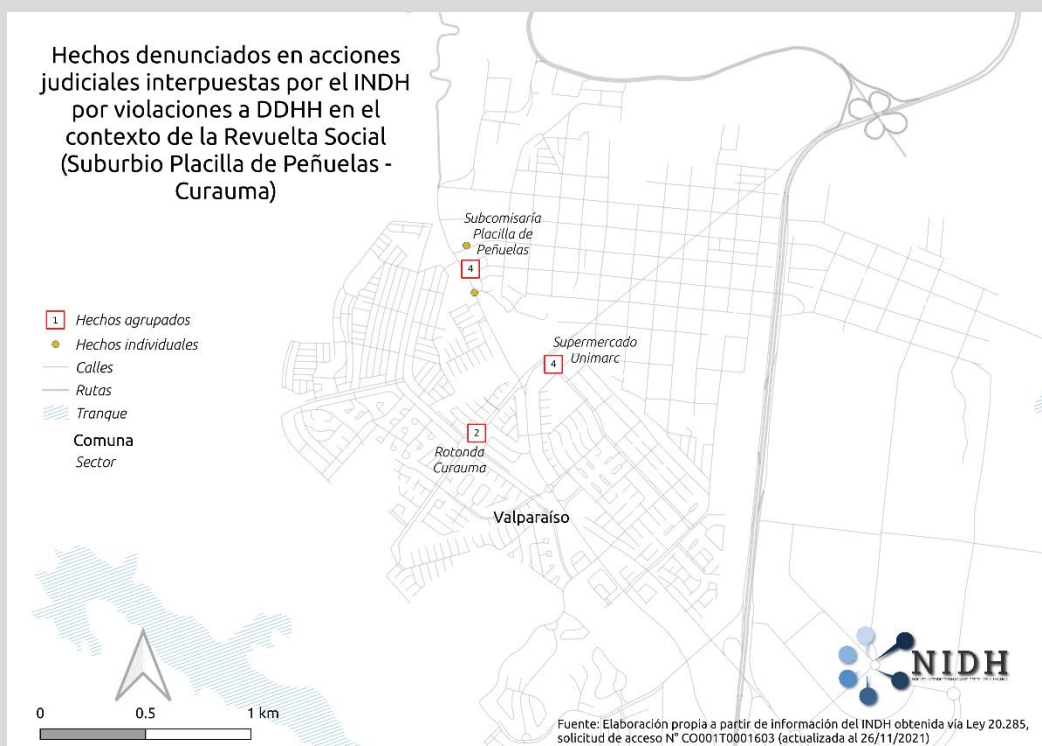 Hechos denunciados en acciones
judiciales interpuestas por el INDH
por violaciones a DDHH en el
contexto de la Revuelta Social
(Suburbio Placilla de Peñuelas -
Curauma)
Subcomisaría
Placilla de
Peñuelas
4
1 Hechos agrupados
Hechos individuales
Calles
Rutas
Tranque
Comuna
Sector
Supermercado
Unimarc
4
2
Rotonda
Curauma
Valparaíso
NIDH
0 0.5 1 km
Fuente: Elaboración propia a partir de información del INDH obtenida vía Ley 20.285,
solicitud de acceso N° CO001T0001603 (actualizada al 26/11/2021)